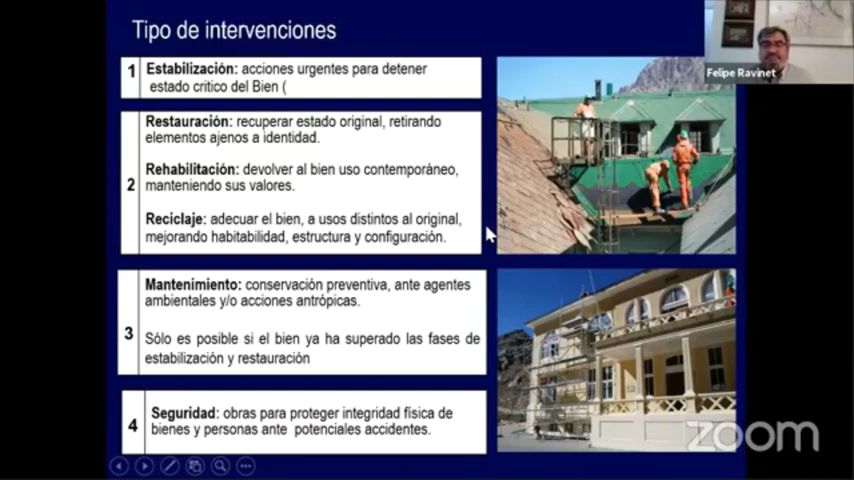 Tipo de intervenciones
Felipe Ravinet
1
Estabilización: acciones urgentes para detener
estado critico del Bien (
2
Restauración: recuperar estado original, retirando
elementos ajenos a identidad.
Rehabilitación: devolver al bien uso contemporáneo,
manteniendo sus valores.
Reciclaje: adecuar el bien, a usos distintos al original,
mejorando habitabilidad, estructura y configuración.
3
Mantenimiento: conservación preventiva, ante agentes
ambientales y/o acciones antrópicas.
Sólo es posible si el bien ya ha superado las fases de
estabilización y restauración
4
Seguridad: obras para proteger integridad física de
bienes y personas ante potenciales accidentes.
zoom